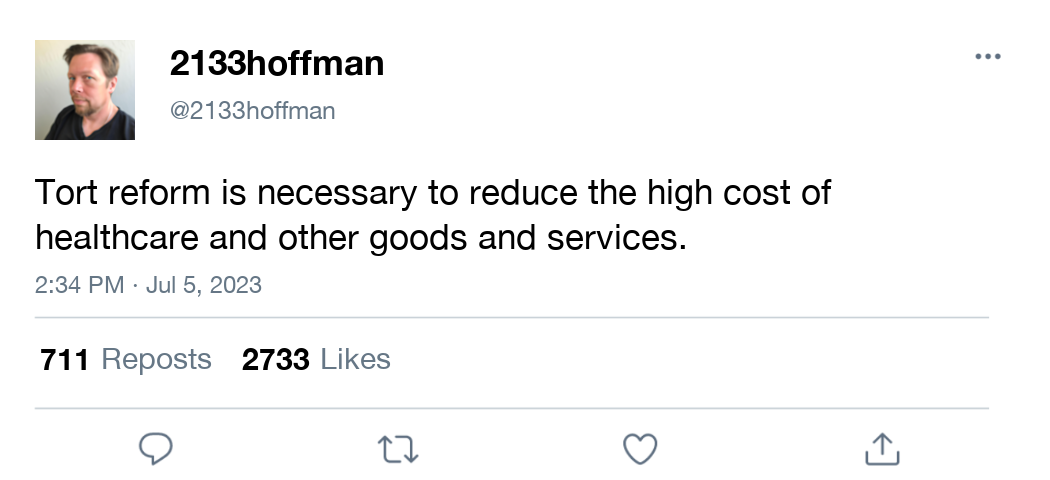 2133hoffman
@2133hoffman
Tort reform is necessary to reduce the high cost of
healthcare and other goods and services.
2:34 PM · Jul 5, 2023
711 Reposts 2733 Likes